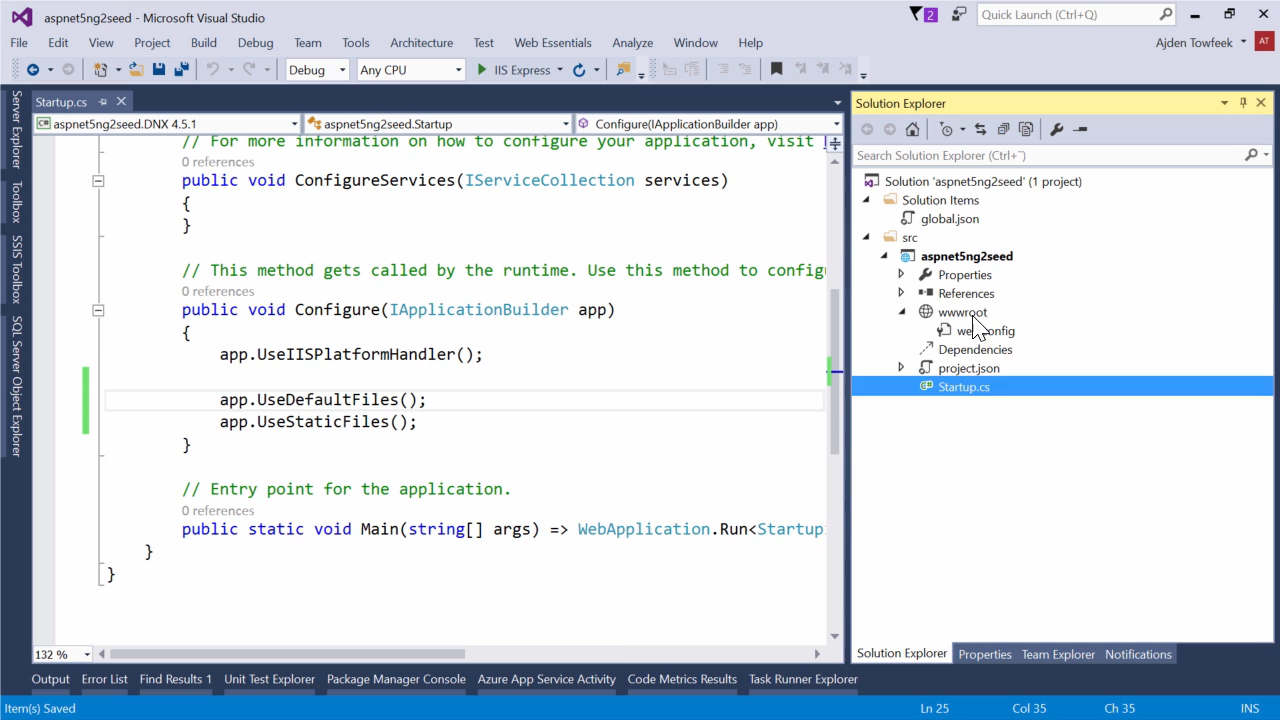 aspnet5ng2seed - Microsoft Visual Studio
2
Quick Launch (Ctrl+Q)
File Edit View Project Build Debug Team Tools Architecture Test Web Essentials Analyze Window Help
Ajden Towfeek AT
Debug Any CPU IIS Express
Server Explorer
Toolbox
SSIS Toolbox
SQL Server Object Explorer
Startup.cs
aspnet5ng2seed.DNX 4.5.1 aspnet5ng2seed.Startup Configure(IApplicationBuilder app)
// For more information on how to configure your application, visit
0 references
public void ConfigureServices(IServiceCollection services)
{
}
// This method gets called by the runtime. Use this method to config
0 references
public void Configure(IApplicationBuilder app)
{
app.UseIISPlatformHandler();
app.UseDefaultFiles();
app.UseStaticFiles();
}
// Entry point for the application.
0 references
public static void Main(string[] args) => WebApplication.Run<Startup
}
}
132 %
Solution Explorer
Search Solution Explorer (Ctrl+¨)
Solution 'aspnet5ng2seed' (1 project)
Solution Items
global.json
src
aspnet5ng2seed
Properties
References
wwwroot
Dependencies
project.json
Startup.cs
Solution Explorer Properties Team Explorer Notifications
Output Error List Find Results 1 Unit Test Explorer Package Manager Console Azure App Service Activity Code Metrics Results Task Runner Explorer
Item(s) Saved Ln 25 Col 35 Ch 35 INS